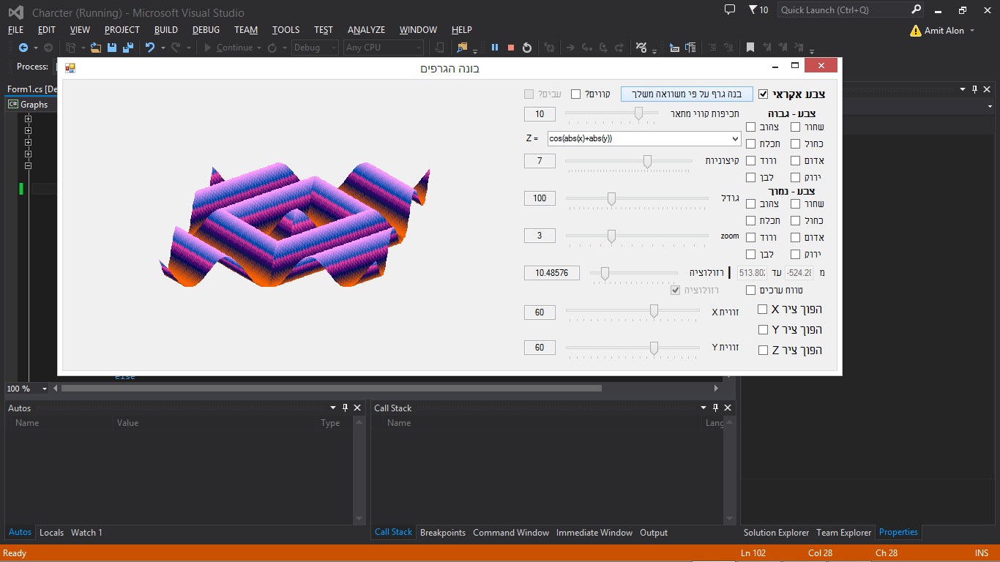 Charcter (Running) - Microsoft Visual Studio
10
Quick Launch (Ctrl+Q)
FILE EDIT VIEW PROJECT BUILD DEBUG TEAM TOOLS TEST ANALYZE WINDOW HELP
Amit Alon
Continue Debug Any CPU
Process:
בונה הגרפים
Form1.cs [De
Graphs
צבע אקראי
בנה גרף על פי משוואה משלך
קווים?
עבים?
תכיפות קווי מתאר
10
Z =
cos(abs(x)+abs(y))
קיצוניות
7
גודל
100
zoom
3
רזולוציה
10.48576
רזולוציה
זווית X
60
זווית Y
60
צבע - גבוה
שחור צהוב
כחול תכלת
אדום ורוד
ירוק לבן
צבע - נמוך
שחור צהוב
כחול תכלת
אדום ורוד
ירוק לבן
מ -524.28 עד 513.802
טווח ערכים
הפוך ציר X
הפוך ציר Y
הפוך ציר Z
else
100 %
Autos
Name Value Type
Call Stack
Name Lang
Autos Locals Watch 1
Call Stack Breakpoints Command Window Immediate Window Output
Solution Explorer Team Explorer Properties
Ready
Ln 102 Col 28 Ch 28 INS